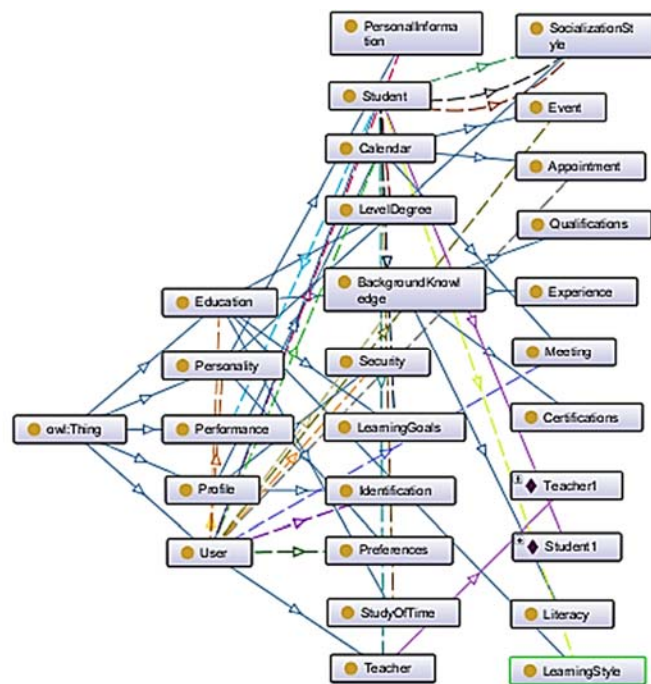 PersonalInforma
tion
SocializationSt
yle
Student
Event
Calendar
Appointment
LevelDegree
Qualifications
BackgroundKnowl
edge
Education
Experience
Personality
Security
Meeting
owl:Thing
Performance
LearningGoals
Certifications
Profile
Identification
Teacher1
User
Preferences
Student1
StudyOfTime
Literacy
Teacher
LearningStyle